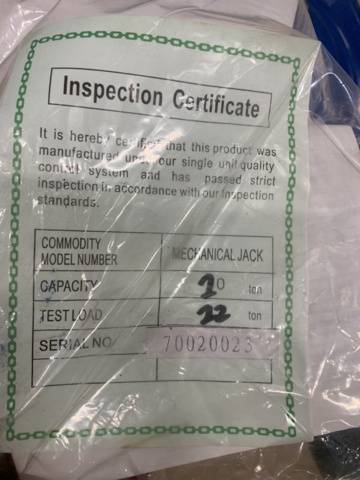 Inspection Certificate
It is hereby certified that this product was
manufactured under our single unit quality
control system and has passed strict
inspection in accordance with our Inspection
standards.
COMMODITY
MODEL NUMBER
MECHANICAL JACK
CAPACITY
ton
TEST LOAD
22 ton
SERIAL NO
70020023